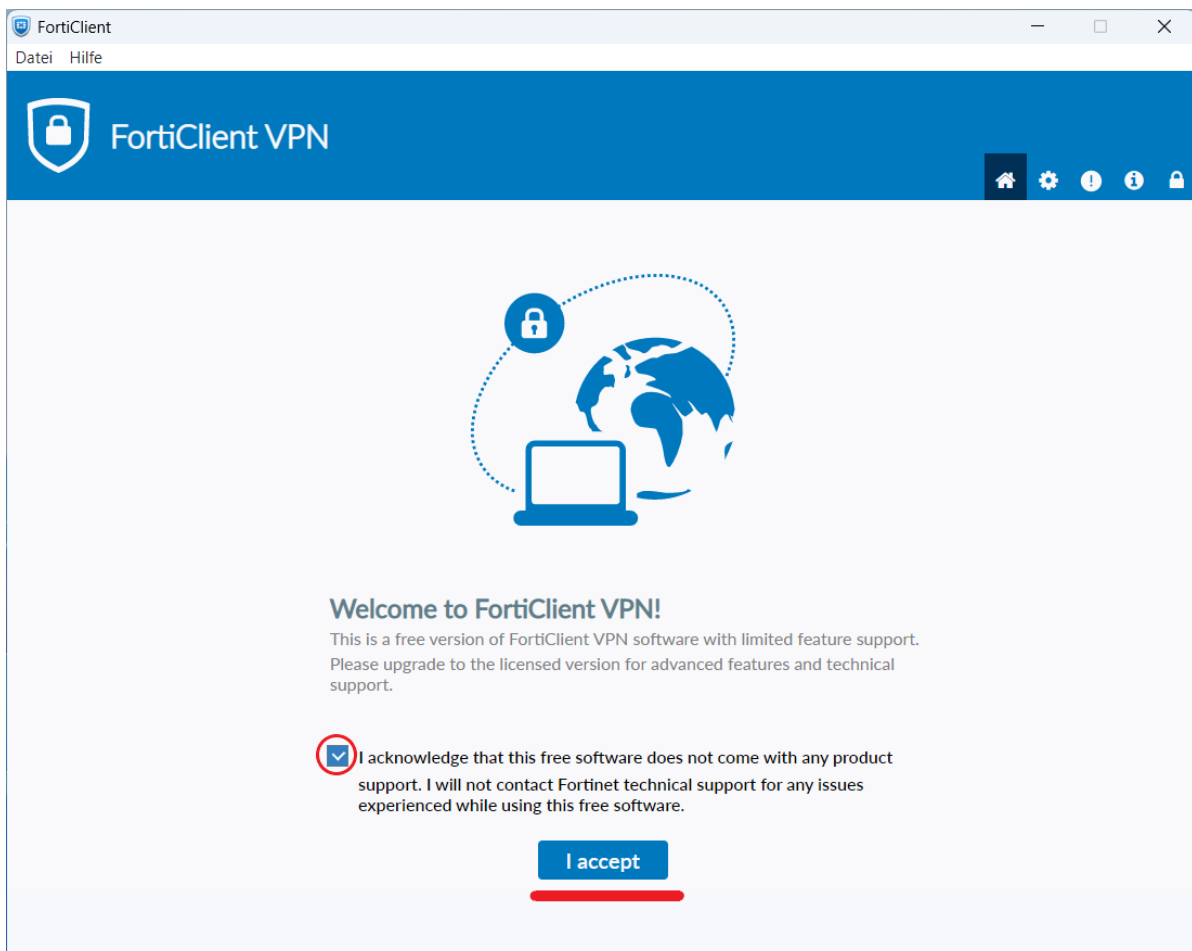 FortiClient
Datei Hilfe
FortiClient VPN
Welcome to FortiClient VPN!
This is a free version of FortiClient VPN software with limited feature support.
Please upgrade to the licensed version for advanced features and technical
support.
I acknowledge that this free software does not come with any product
support. I will not contact Fortinet technical support for any issues
experienced while using this free software.
I accept